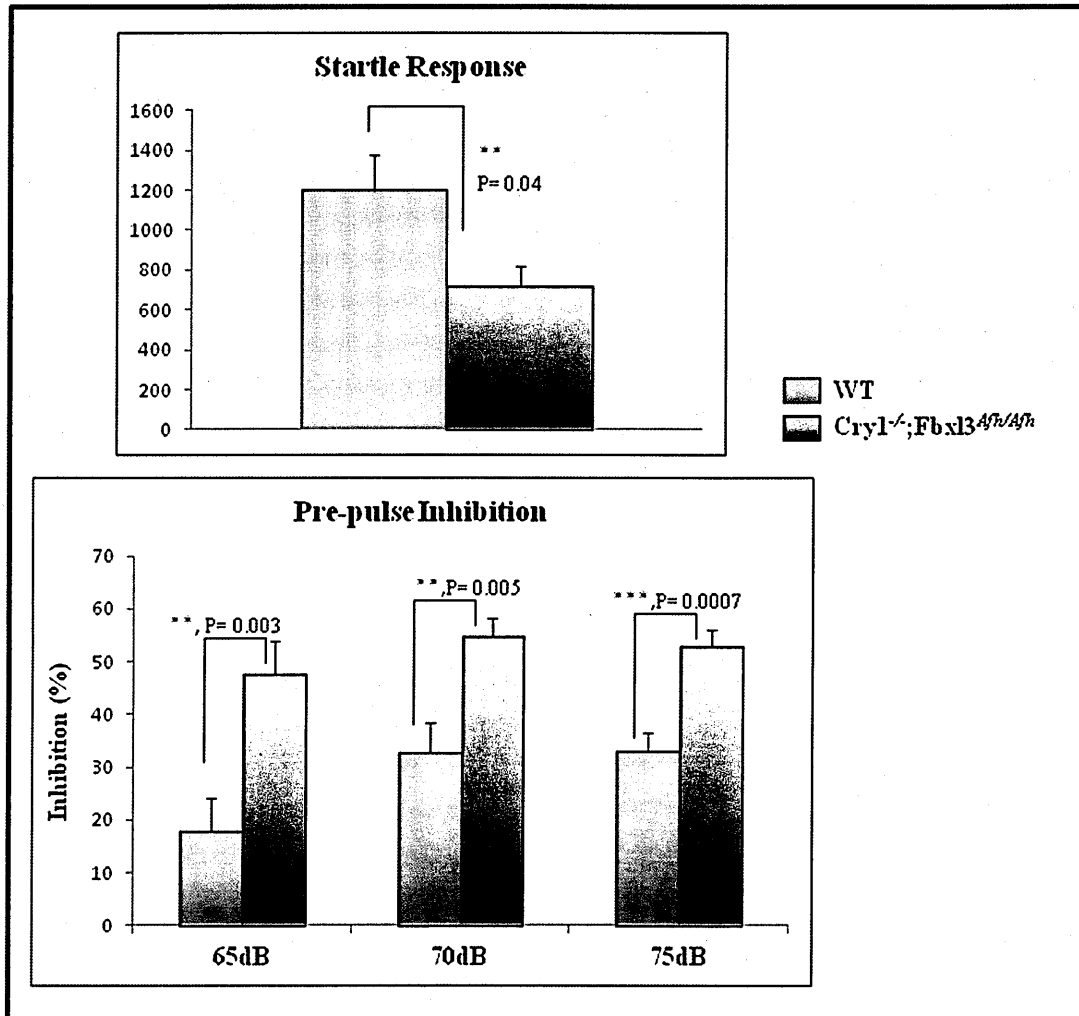 Startle Response
1600
1400
1200
1000
800
600
400
200
0
**
P= 0.04
WT
Cry1-/-;Fbxl3Afh/Afh
Pre-pulse Inhibition
Inhibition (%)
70
60
50
40
30
20
10
0
**, P= 0.003
**,P= 0.005
***,P= 0.0007
65dB
70dB
75dB